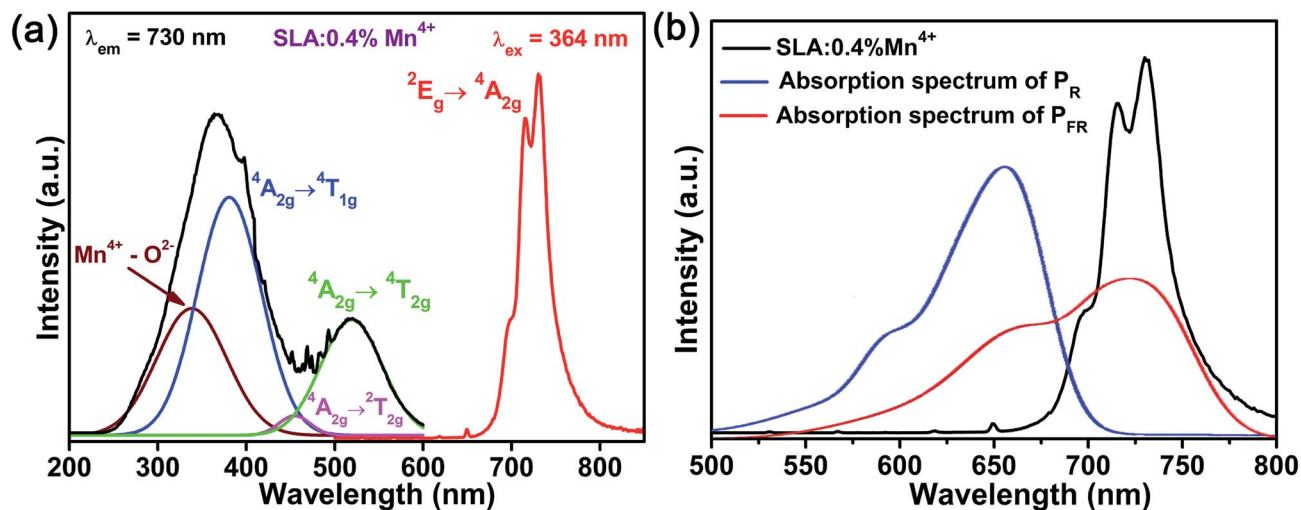 (a)
λem = 730 nm
SLA:0.4% Mn⁴⁺
λex = 364 nm
²Eg→ ⁴A2g
⁴A2g→⁴T1g
Mn⁴⁺ - O²⁻
⁴A2g→ ⁴T2g
⁴A2g→²T2g
Intensity (a.u.)
200 300 400 500 600 700 800
Wavelength (nm)
(b)
SLA:0.4%Mn⁴⁺
Absorption spectrum of PR
Absorption spectrum of PFR
Intensity (a.u.)
500 550 600 650 700 750 800
Wavelength (nm)